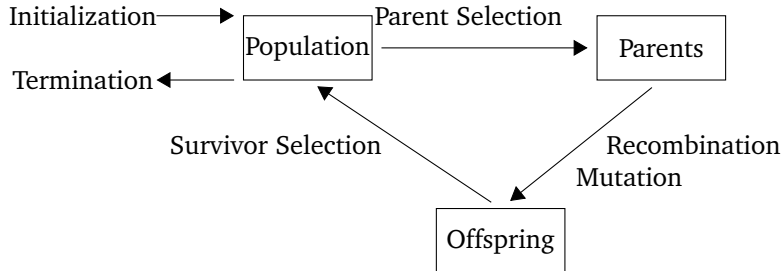 Initialization
Parent Selection
Population
Parents
Termination
Survivor Selection
Recombination
Mutation
Offspring